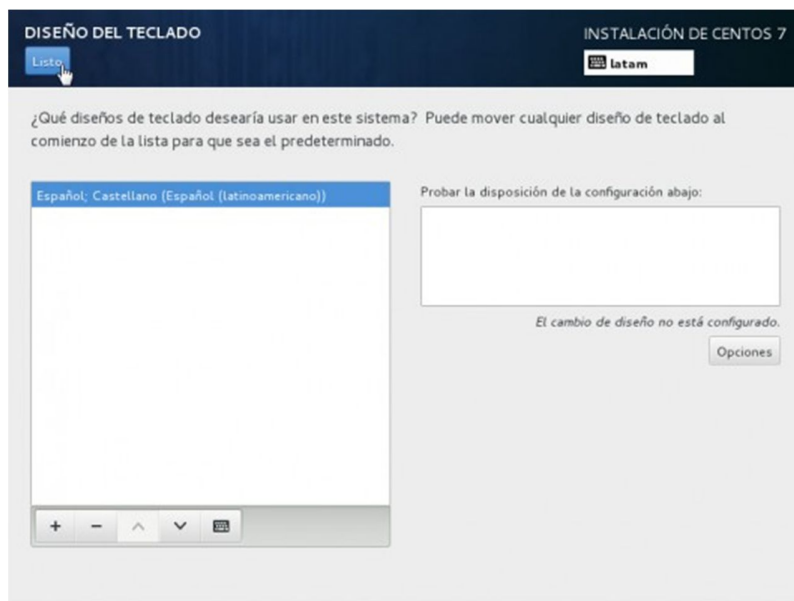 DISEÑO DEL TECLADO
INSTALACIÓN DE CENTOS 7
Listo
latam
¿Qué diseños de teclado desearía usar en este sistema? Puede mover cualquier diseño de teclado al
comienzo de la lista para que sea el predeterminado.
Español; Castellano (Español (latinoamericano))
Probar la disposición de la configuración abajo:
El cambio de diseño no está configurado.
Opciones